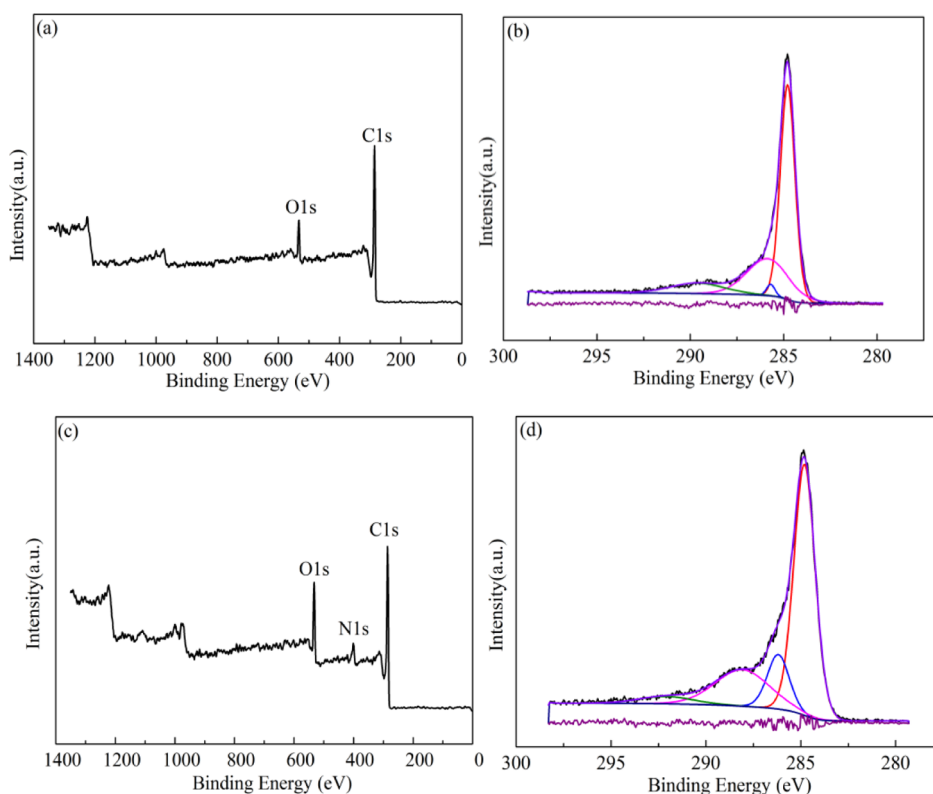 (a)
C1s
O1s
Intensity(a.u.)
1400 1200 1000 800 600 400 200 0
Binding Energy (eV)
(b)
Intensity(a.u.)
300 295 290 285 280
Binding Energy (eV)
(c)
C1s
O1s
N1s
Intensity(a.u.)
1400 1200 1000 800 600 400 200 0
Binding Energy (eV)
(d)
Intensity(a.u.)
300 295 290 285 280
Binding Energy (eV)